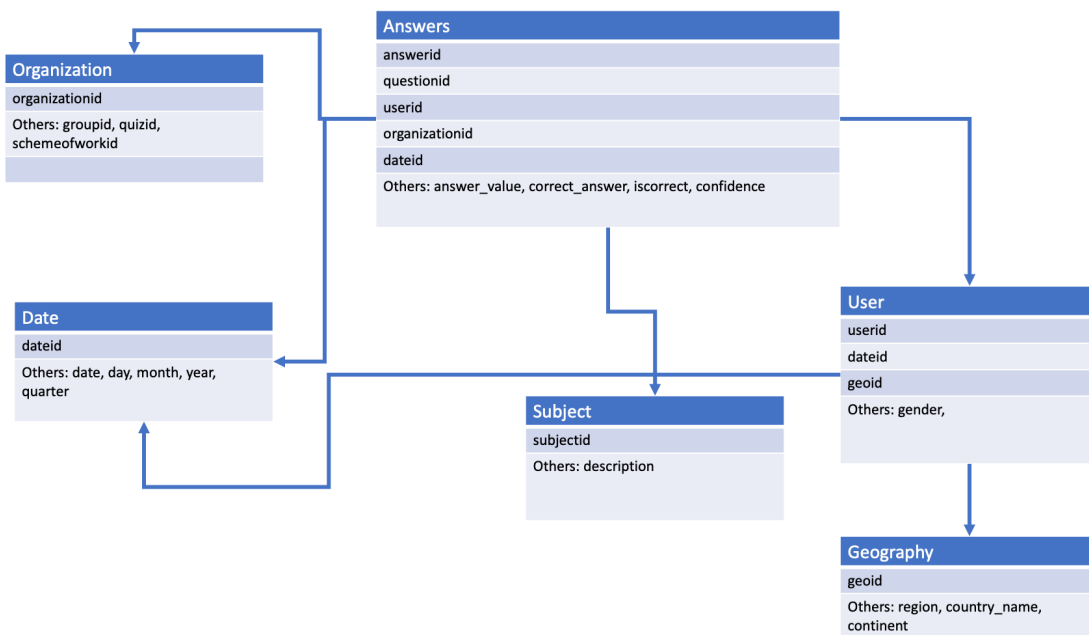 Answers
answerid
questionid
userid
organizationid
dateid
Others: answer_value, correct_answer, iscorrect, confidence
Organization
organizationid
Others: groupid, quizid,
schemeofworkid
Date
dateid
Others: date, day, month, year,
quarter
Subject
subjectid
Others: description
User
userid
dateid
geoid
Others: gender,
Geography
geoid
Others: region, country_name,
continent